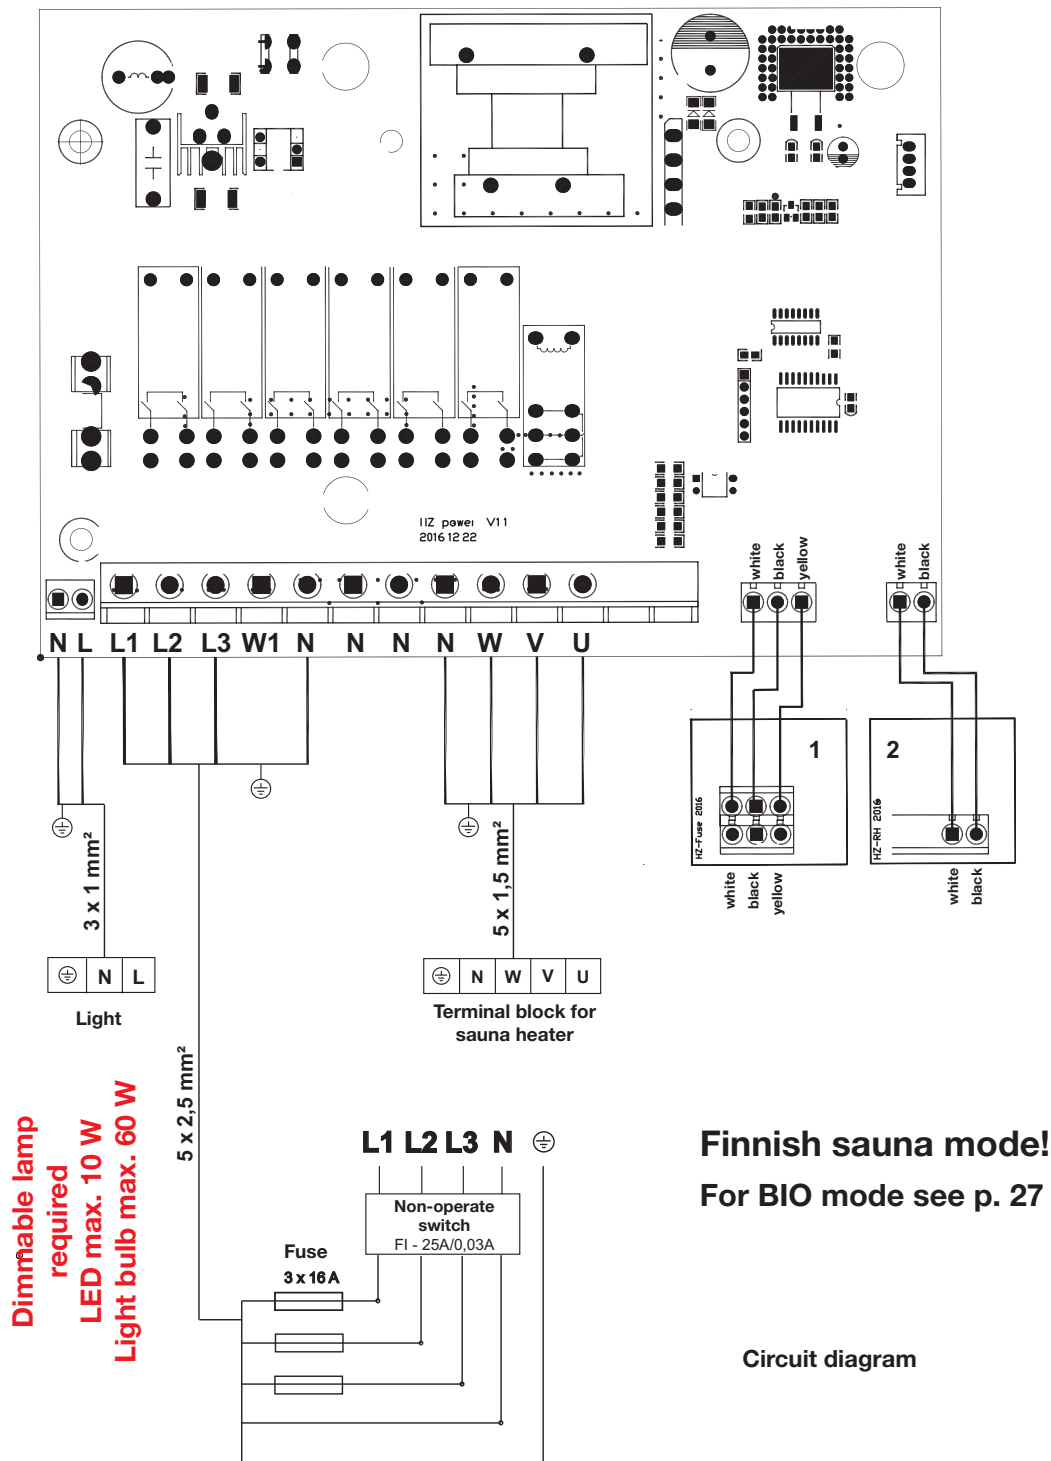 HZ power V1.1
2016 12 22
white
black
yellow
white
black
N L L1 L2 L3 W1 N N N N W V U
1
2
HZ-Fuse 2016
HZ-RH 2016
white
black
yellow
white
black
3 x 1 mm²
5 x 1,5 mm²
N L
Light
N W V U
Terminal block for
sauna heater
5 x 2,5 mm²
Dimmable lamp
required
LED max. 10 W
Light bulb max. 60 W
L1 L2 L3 N
Non-operate
switch
FI - 25A/0,03A
Fuse
3 x 16 A
Finnish sauna mode!
For BIO mode see p. 27
Circuit diagram